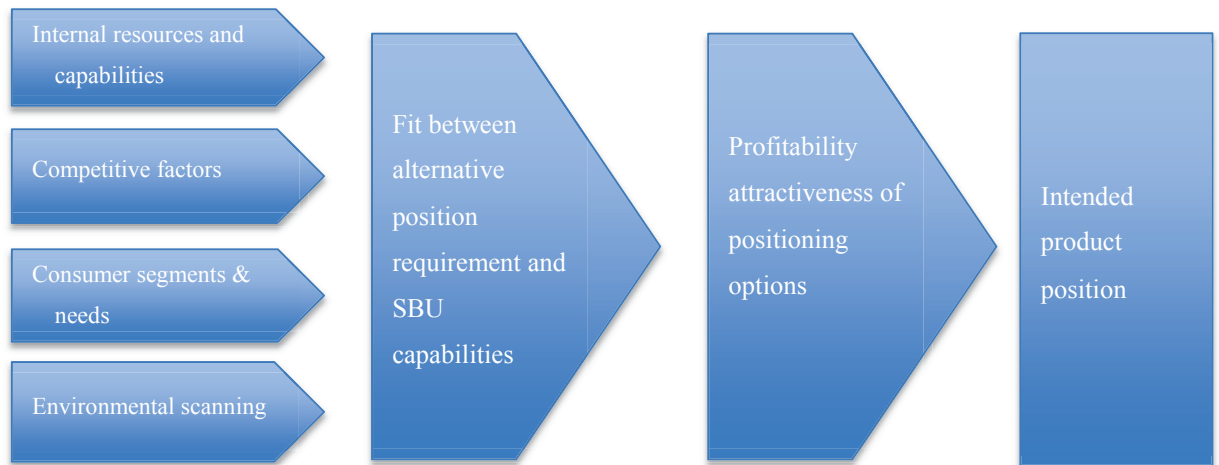 Internal resources and
capabilities
Competitive factors
Consumer segments &
needs
Environmental scanning
Fit between
alternative
position
requirement and
SBU
capabilities
Profitability
attractiveness of
positioning
options
Intended
product
position